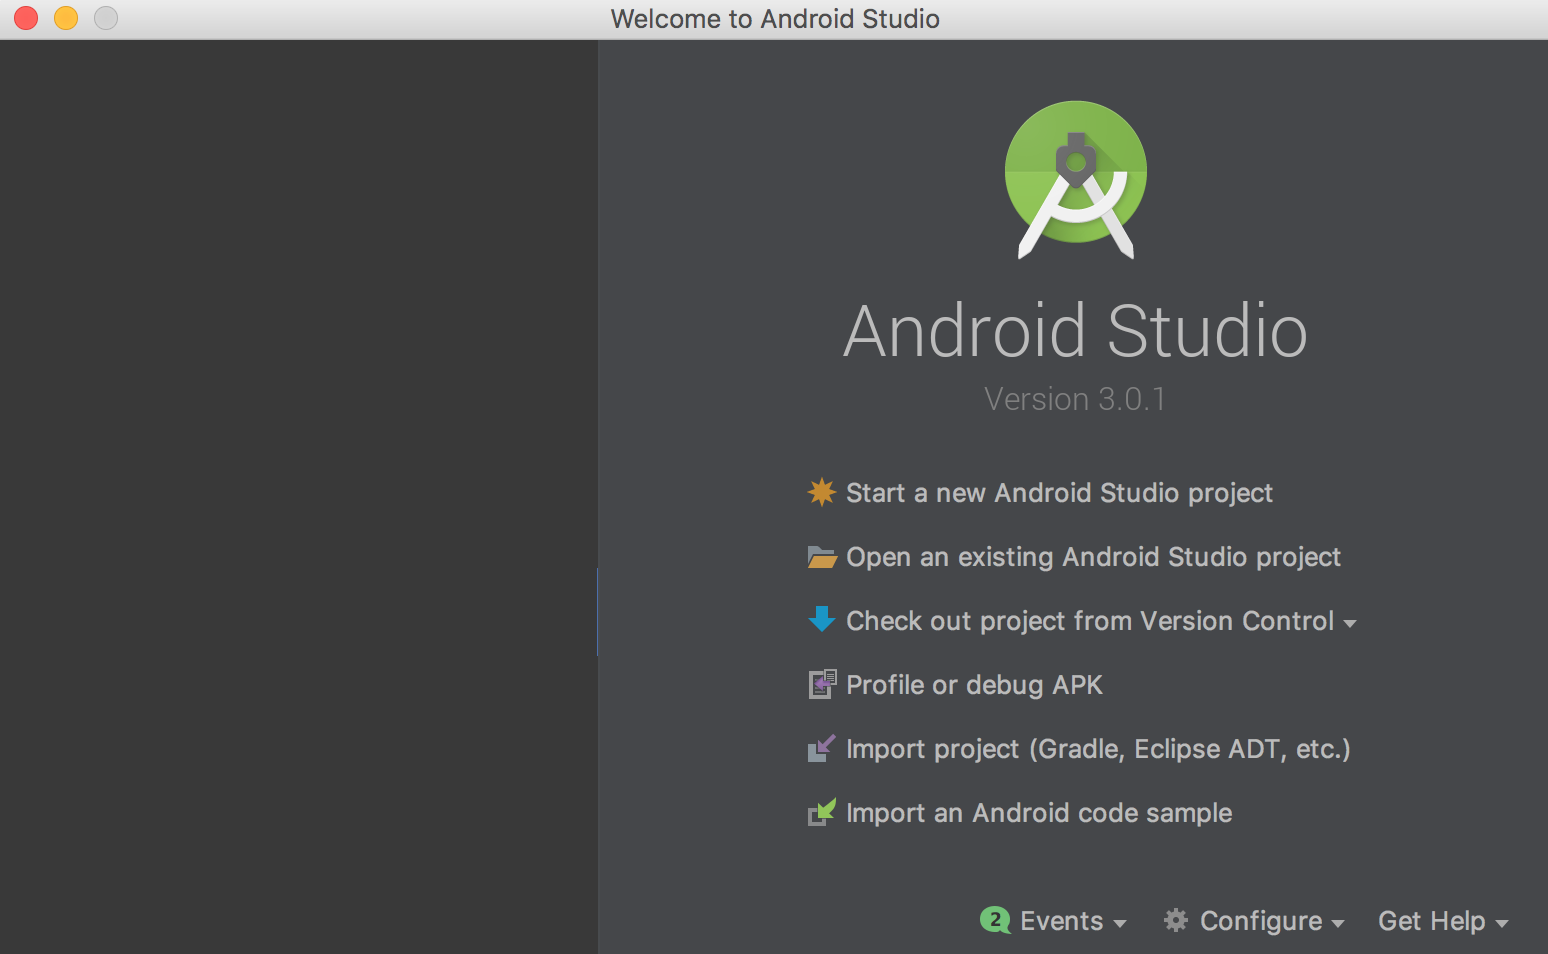 Welcome to Android Studio
Android Studio
Version 3.0.1
Start a new Android Studio project
Open an existing Android Studio project
Check out project from Version Control
Profile or debug APK
Import project (Gradle, Eclipse ADT, etc.)
Import an Android code sample
2 Events Configure Get Help